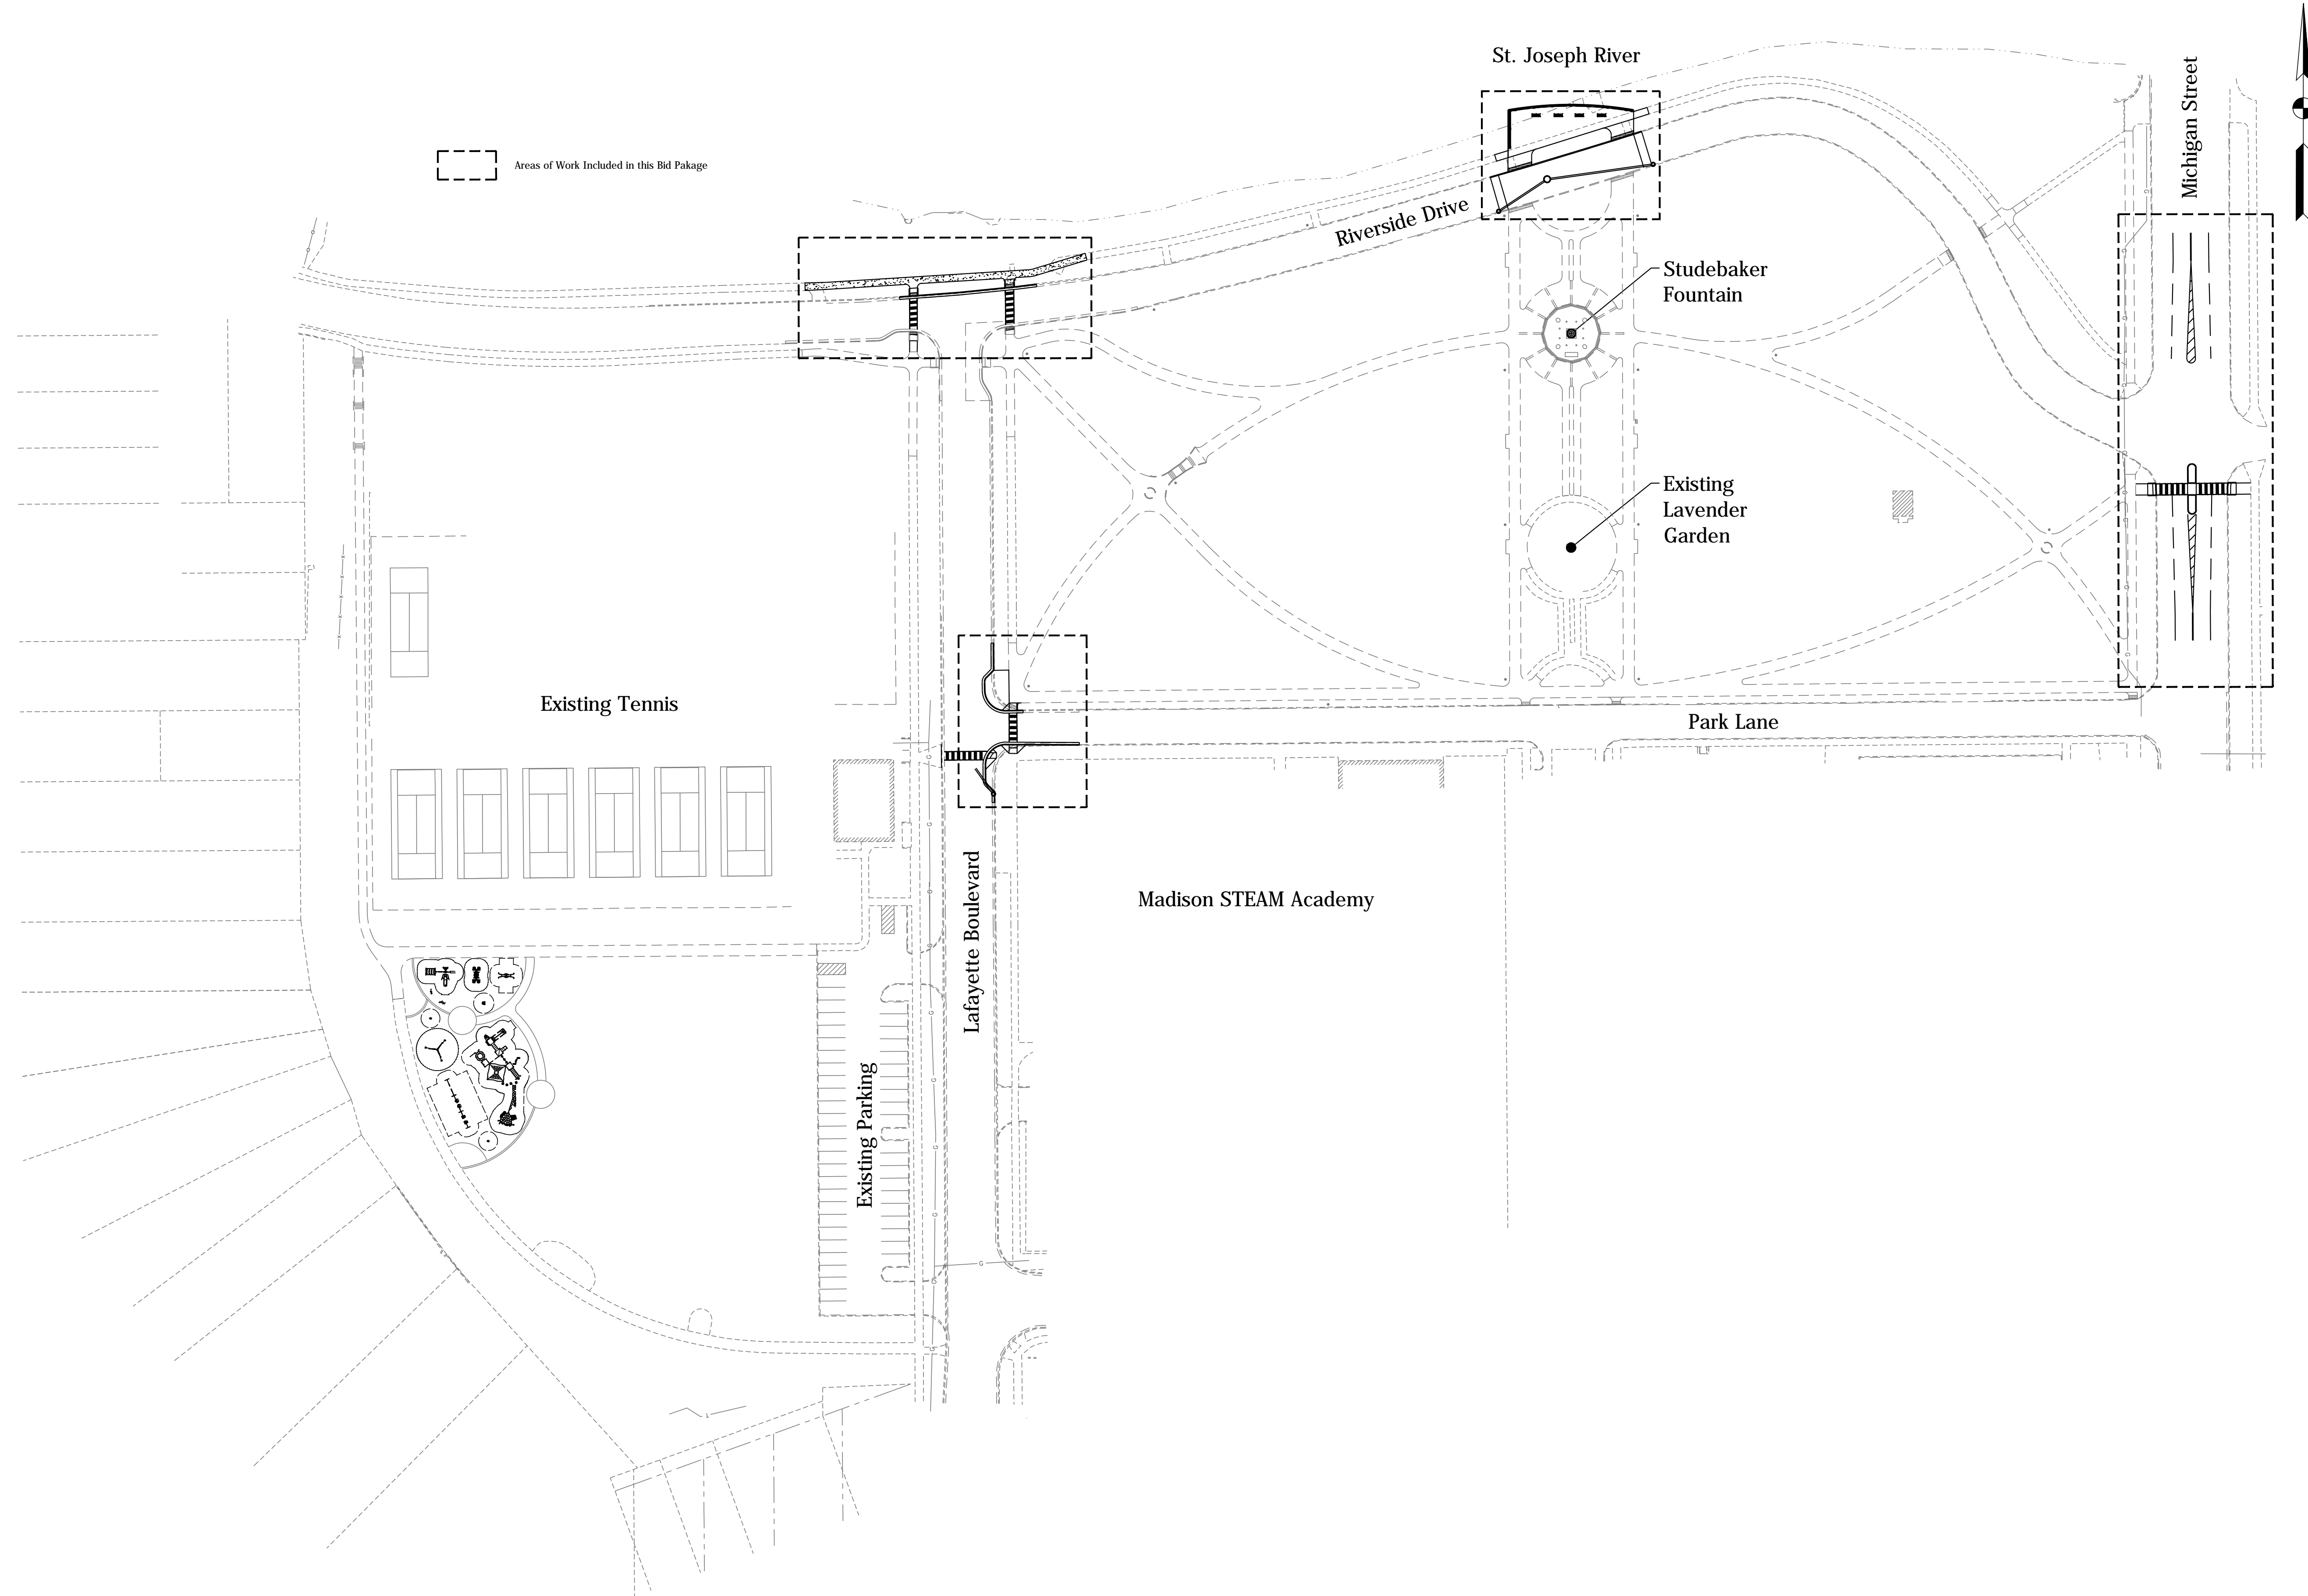 St. Joseph River
Michigan Street
Areas of Work Included in this Bid Pakage
Riverside Drive
Studebaker
Fountain
Existing
Lavender
Garden
Existing Tennis
Park Lane
Lafayette Boulevard
Madison STEAM Academy
Existing Parking